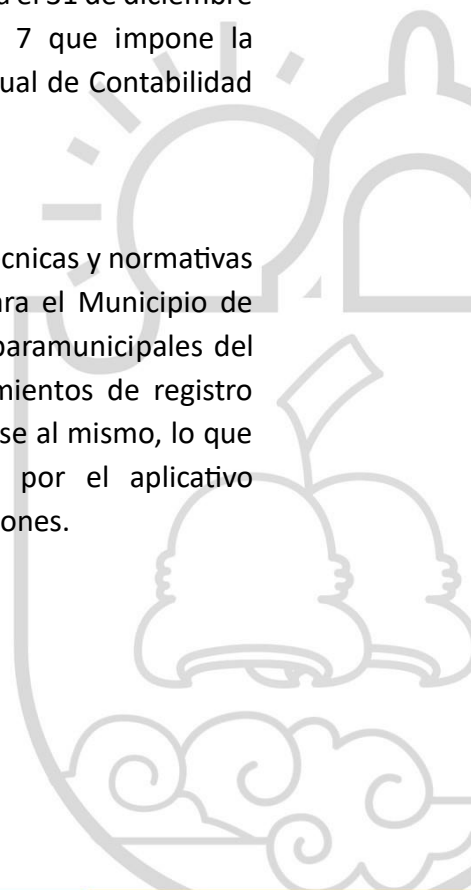 a el 31 de diciembre
7 que impone la
ual de Contabilidad
cnicas y normativas
ra el Municipio de
paramunicipales del
mientos de registro
se al mismo, lo que
por el aplicativo
ones.